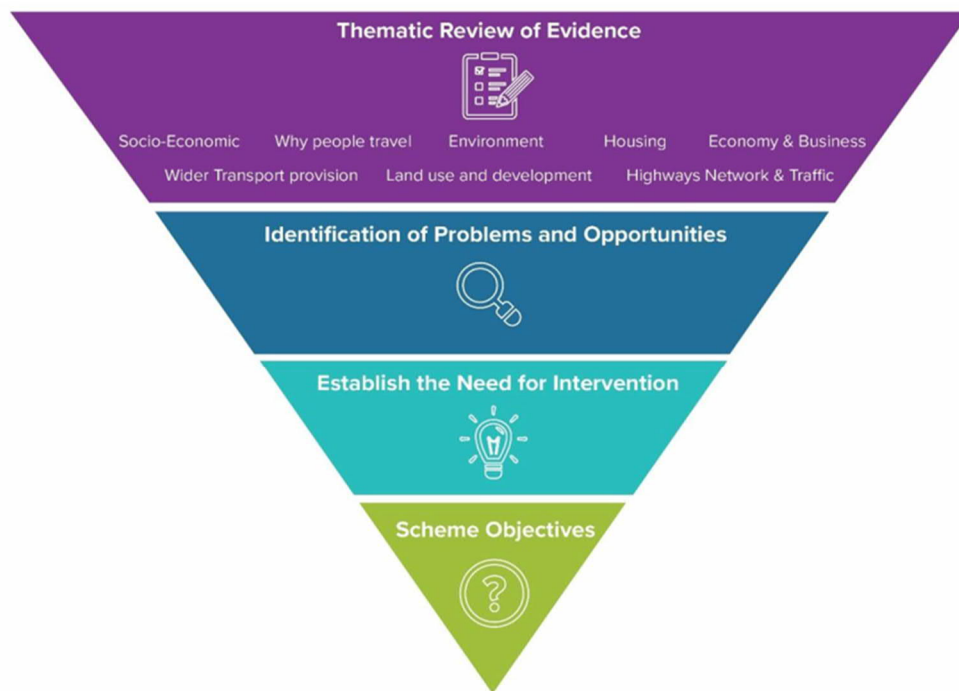 Thematic Review of Evidence
Socio-Economic Why people travel Environment Housing Economy & Business
Wider Transport provision Land use and development Highways Network & Traffic
Identification of Problems and Opportunities
Establish the Need for Intervention
Scheme Objectives
?